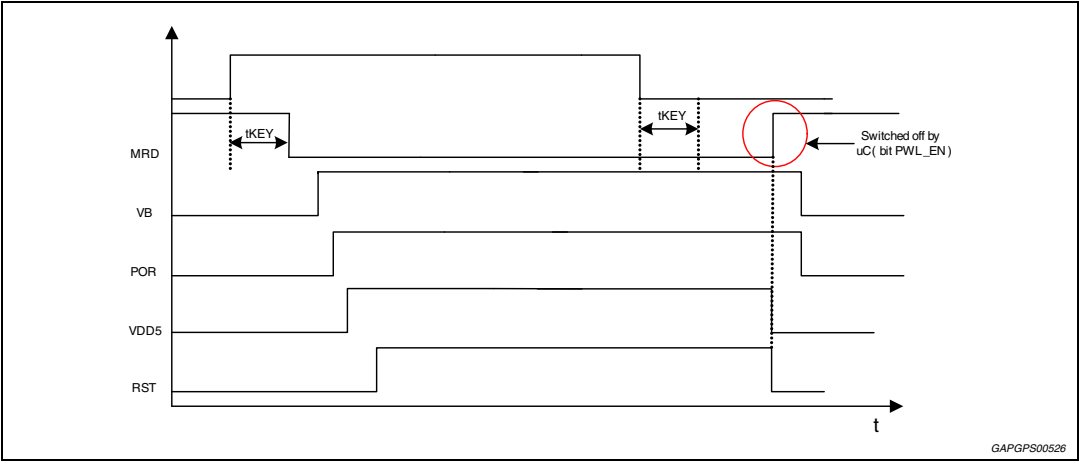 tKEY
tKEY
Switched off by
uC( bit PWL_EN )
MRD
VB
POR
VDD5
RST
t
GAPGPS00526